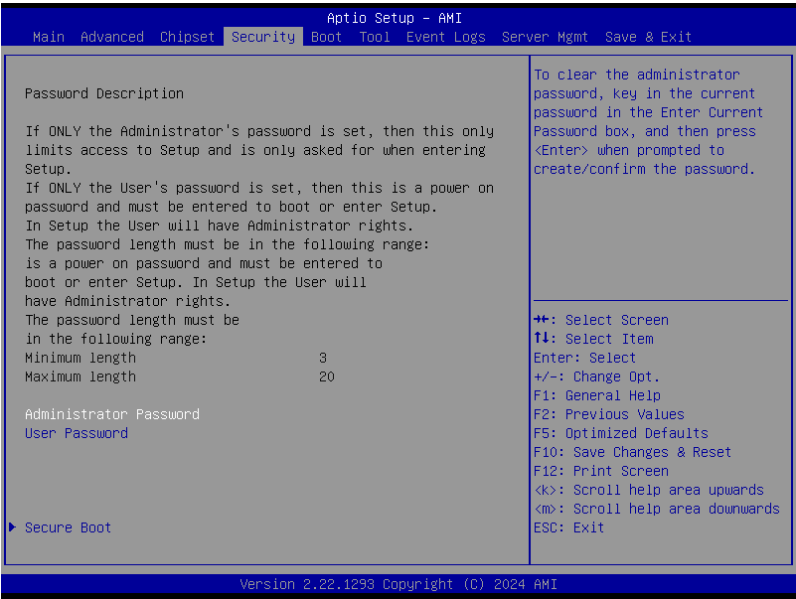 Aptio Setup - AMI
Main Advanced Chipset Security Boot Tool Event Logs Server Mgmt Save & Exit
Password Description
If ONLY the Administrator's password is set, then this only
limits access to Setup and is only asked for when entering
Setup.
If ONLY the User's password is set, then this is a power on
password and must be entered to boot or enter Setup.
In Setup the User will have Administrator rights.
The password length must be in the following range:
is a power on password and must be entered to
boot or enter Setup. In Setup the User will
have Administrator rights.
The password length must be
in the following range:
Minimum length 3
Maximum length 20
Administrator Password
User Password
Secure Boot
To clear the administrator
password, key in the current
password in the Enter Current
Password box, and then press
<Enter> when prompted to
create/confirm the password.
→←: Select Screen
↑↓: Select Item
Enter: Select
+/-: Change Opt.
F1: General Help
F2: Previous Values
F5: Optimized Defaults
F10: Save Changes & Reset
F12: Print Screen
<k>: Scroll help area upwards
<m>: Scroll help area downwards
ESC: Exit
Version 2.22.1293 Copyright (C) 2024 AMI